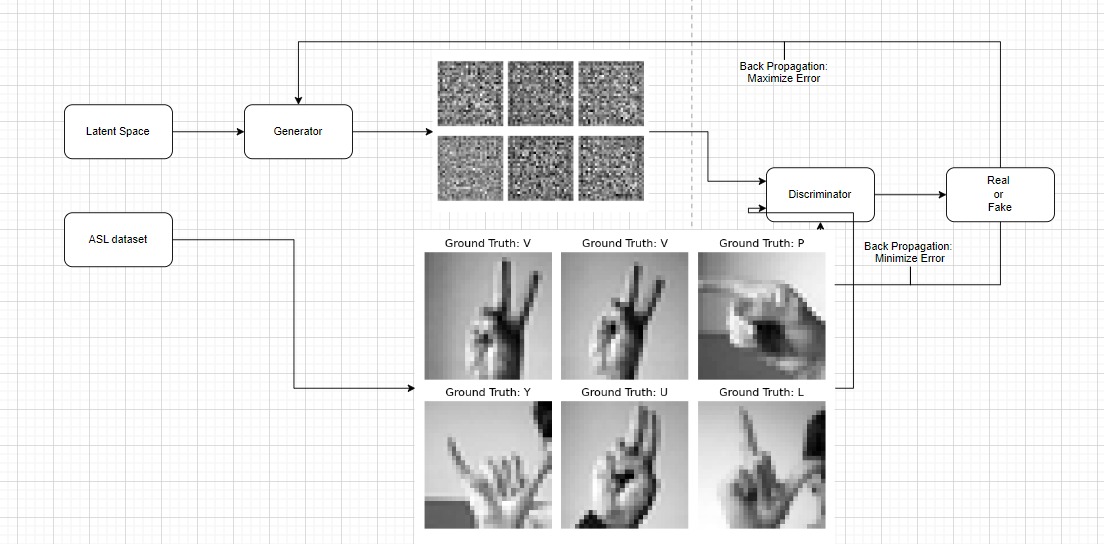 Back Propagation:
Maximize Error
Latent Space
Generator
Discriminator
Real
or
Fake
ASL dataset
Back Propagation:
Minimize Error
Ground Truth: V
Ground Truth: V
Ground Truth: P
Ground Truth: Y
Ground Truth: U
Ground Truth: L